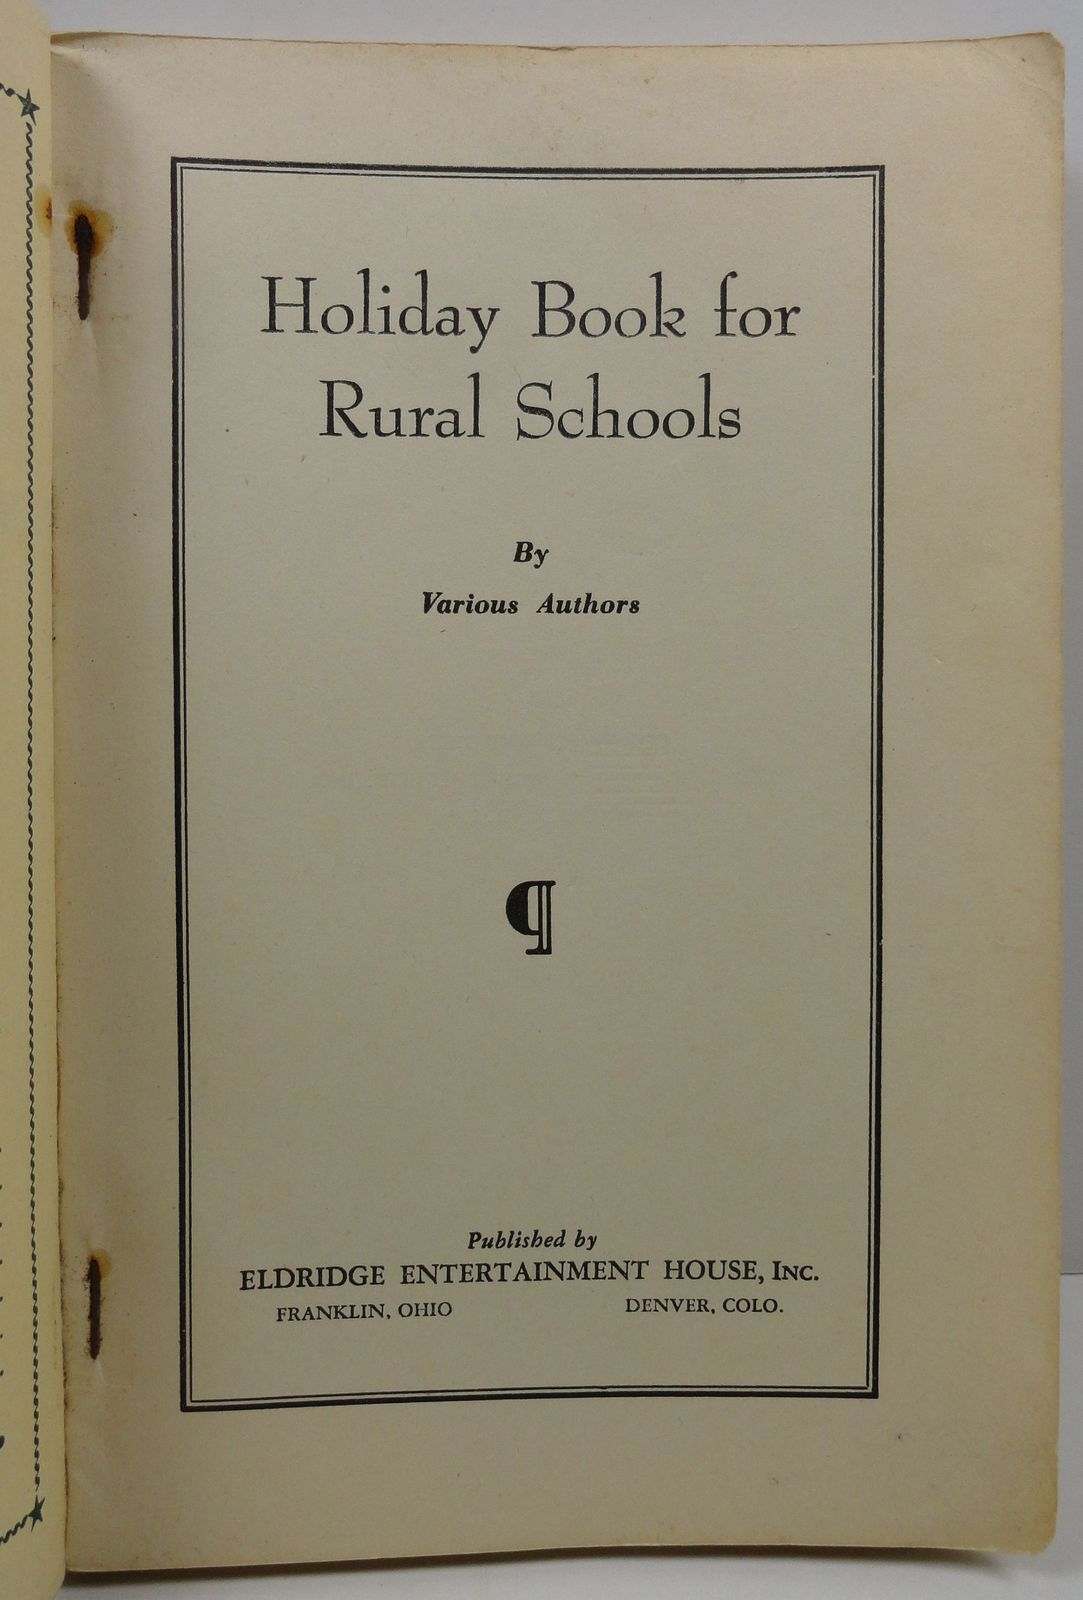 Holiday Book for
Rural Schools
By
Various Authors
¶
Published by
ELDRIDGE ENTERTAINMENT HOUSE, INC.
FRANKLIN, OHIO DENVER, COLO.